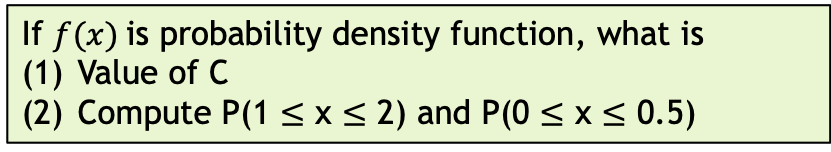 If f(x) is probability density function, what is
(1) Value of C
(2) Compute P(1 ≤ x ≤ 2) and P(0 ≤ x ≤ 0.5)